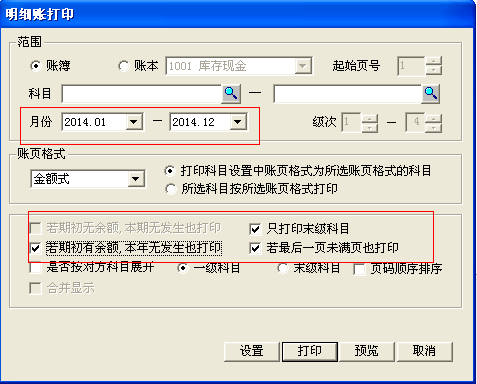 明细账打印
范围
账簿 账本 1001 库存现金 起始页号 1
科目 —
月份 2014.01 — 2014.12 级次 1 — 4
账页格式
金额式
打印科目设置中账页格式为所选账页格式的科目
所选科目按所选账页格式打印
若期初无余额,本期无发生也打印 只打印末级科目
若期初有余额,本年无发生也打印 若最后一页未满页也打印
是否按对方科目展开 一级科目 末级科目 页码顺序排序
合并显示
设置 打印 预览 取消